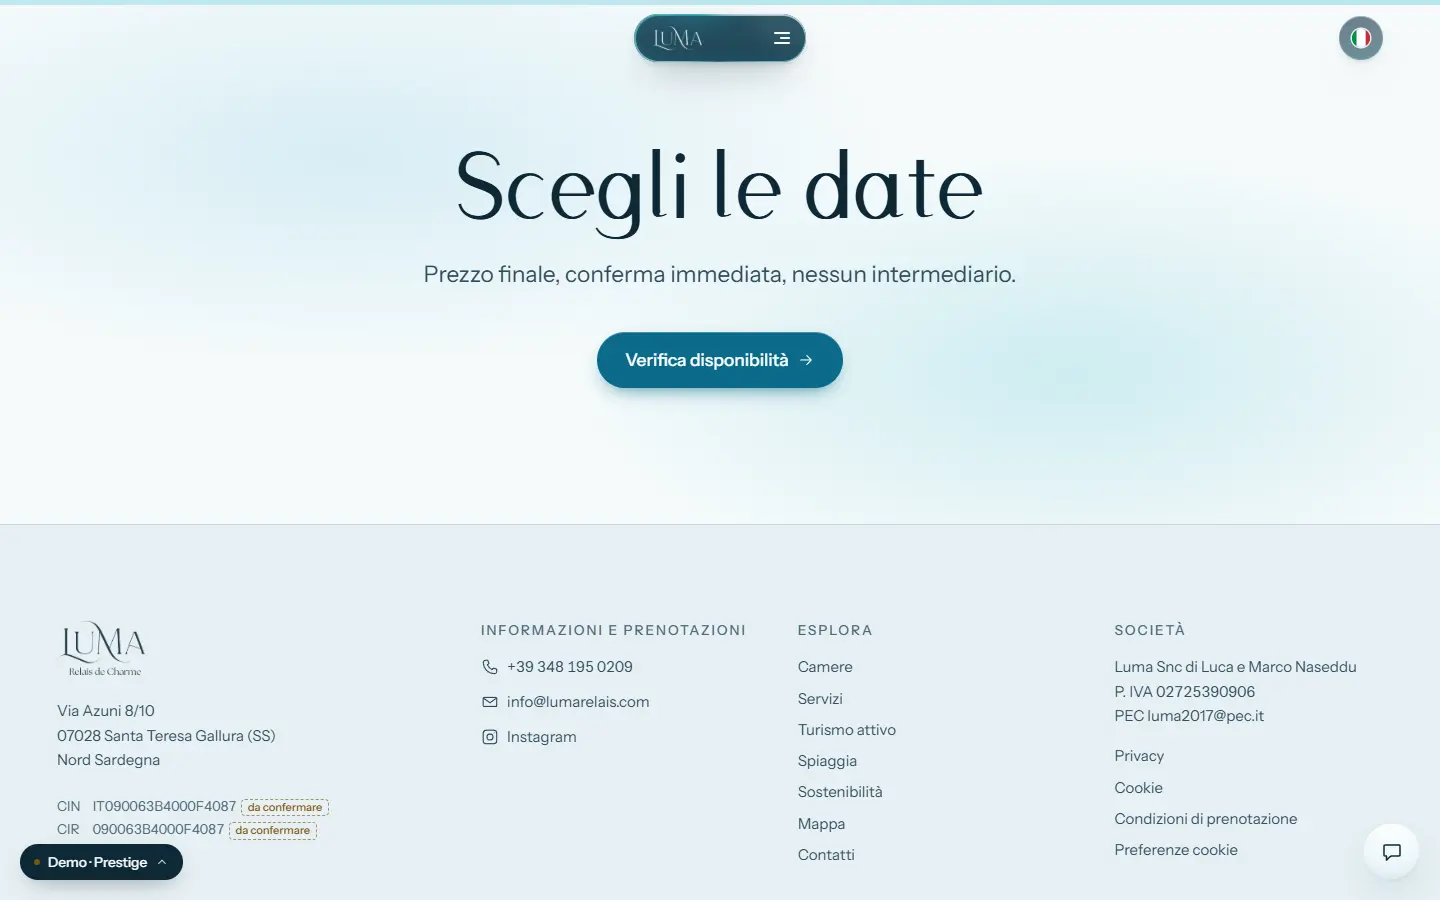 LUMA
Scegli le date
Prezzo finale, conferma immediata, nessun intermediario.
Verifica disponibilità
LUMA
Relais de Charme
Via Azuni 8/10
07028 Santa Teresa Gallura (SS)
Nord Sardegna
CIN IT090063B4000F4087 da confermare
CIR 090063B4000F4087 da confermare
INFORMAZIONI E PRENOTAZIONI
+39 348 195 0209
info@lumarelais.com
Instagram
ESPLORA
Camere
Servizi
Turismo attivo
Spiaggia
Sostenibilità
Mappa
Contatti
SOCIETÀ
Luma Snc di Luca e Marco Naseddu
P. IVA 02725390906
PEC luma2017@pec.it
Privacy
Cookie
Condizioni di prenotazione
Preferenze cookie
Demo · Prestige